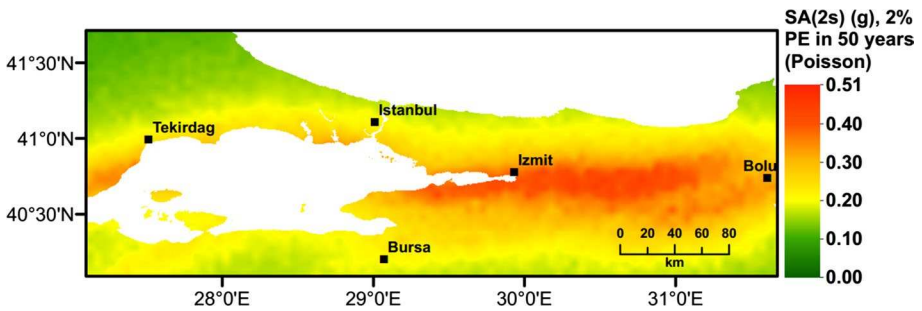 SA(2s) (g), 2%
PE in 50 years
(Poisson)
0.51
0.40
0.30
0.20
0.10
0.00
41°30'N
41°0'N
40°30'N
Istanbul
Tekirdag
Izmit
Bolu
Bursa
0 20 40 60 80
km
28°0'E 29°0'E 30°0'E 31°0'E